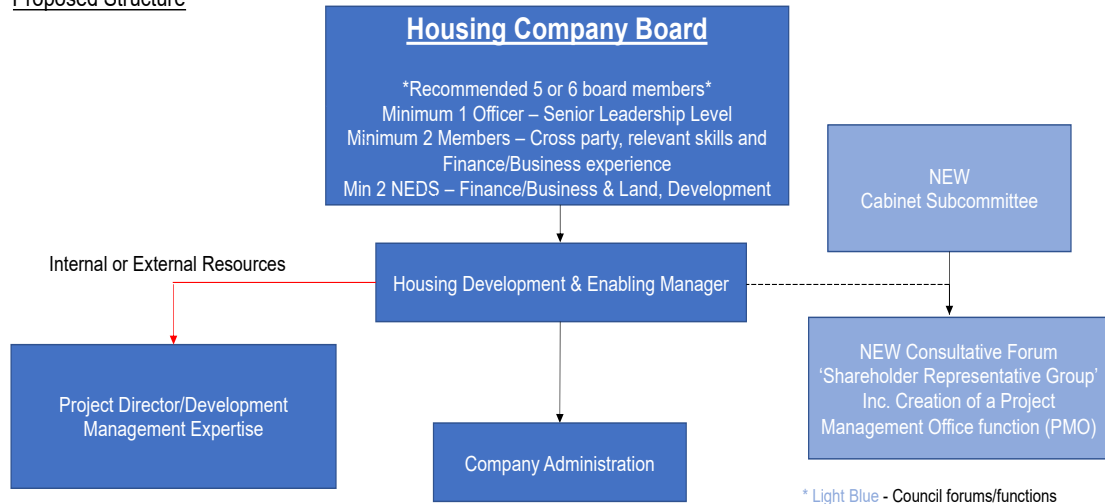 Proposed Structure
Housing Company Board
*Recommended 5 or 6 board members*
Minimum 1 Officer – Senior Leadership Level
Minimum 2 Members – Cross party, relevant skills and
Finance/Business experience
Min 2 NEDS – Finance/Business & Land, Development
NEW
Cabinet Subcommittee
Internal or External Resources
Housing Development & Enabling Manager
NEW Consultative Forum
‘Shareholder Representative Group’
Inc. Creation of a Project
Management Office function (PMO)
Project Director/Development
Management Expertise
Company Administration
* Light Blue - Council forums/functions